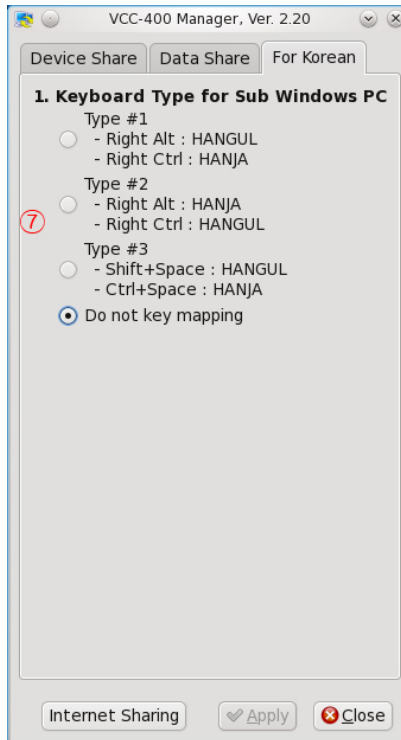 VCC-400 Manager, Ver. 2.20
Device Share Data Share For Korean
1. Keyboard Type for Sub Windows PC
Type #1
- Right Alt : HANGUL
- Right Ctrl : HANJA
Type #2
- Right Alt : HANJA
- Right Ctrl : HANGUL
⑦
Type #3
- Shift+Space : HANGUL
- Ctrl+Space : HANJA
Do not key mapping
Internet Sharing Apply Close